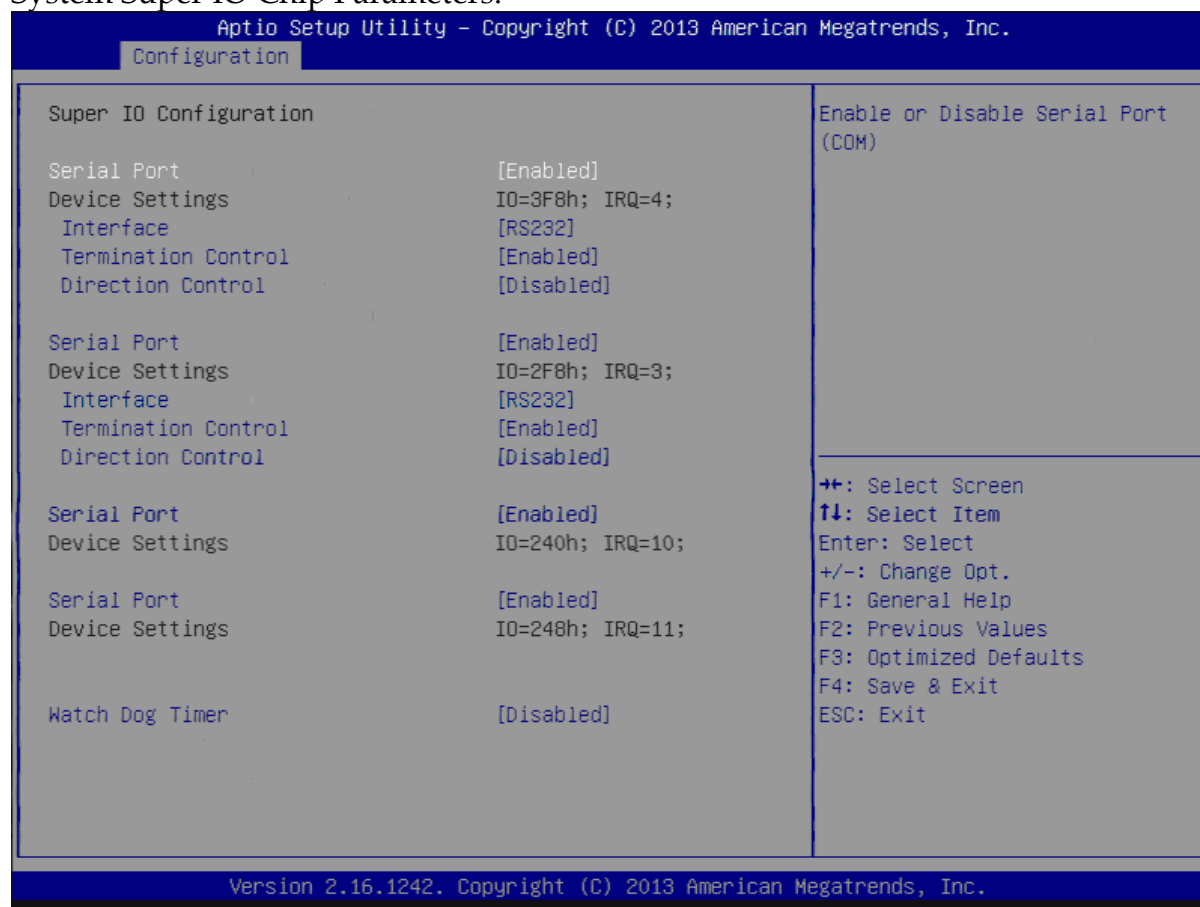 System Super IO Chip Parameters.
Aptio Setup Utility – Copyright (C) 2013 American Megatrends, Inc.
Configuration
Super IO Configuration
Serial Port [Enabled]
Device Settings IO=3F8h; IRQ=4;
Interface [RS232]
Termination Control [Enabled]
Direction Control [Disabled]
Serial Port [Enabled]
Device Settings IO=2F8h; IRQ=3;
Interface [RS232]
Termination Control [Enabled]
Direction Control [Disabled]
Serial Port [Enabled]
Device Settings IO=240h; IRQ=10;
Serial Port [Enabled]
Device Settings IO=248h; IRQ=11;
Watch Dog Timer [Disabled]
Enable or Disable Serial Port
(COM)
→←: Select Screen
↑↓: Select Item
Enter: Select
+/-: Change Opt.
F1: General Help
F2: Previous Values
F3: Optimized Defaults
F4: Save & Exit
ESC: Exit
Version 2.16.1242. Copyright (C) 2013 American Megatrends, Inc.